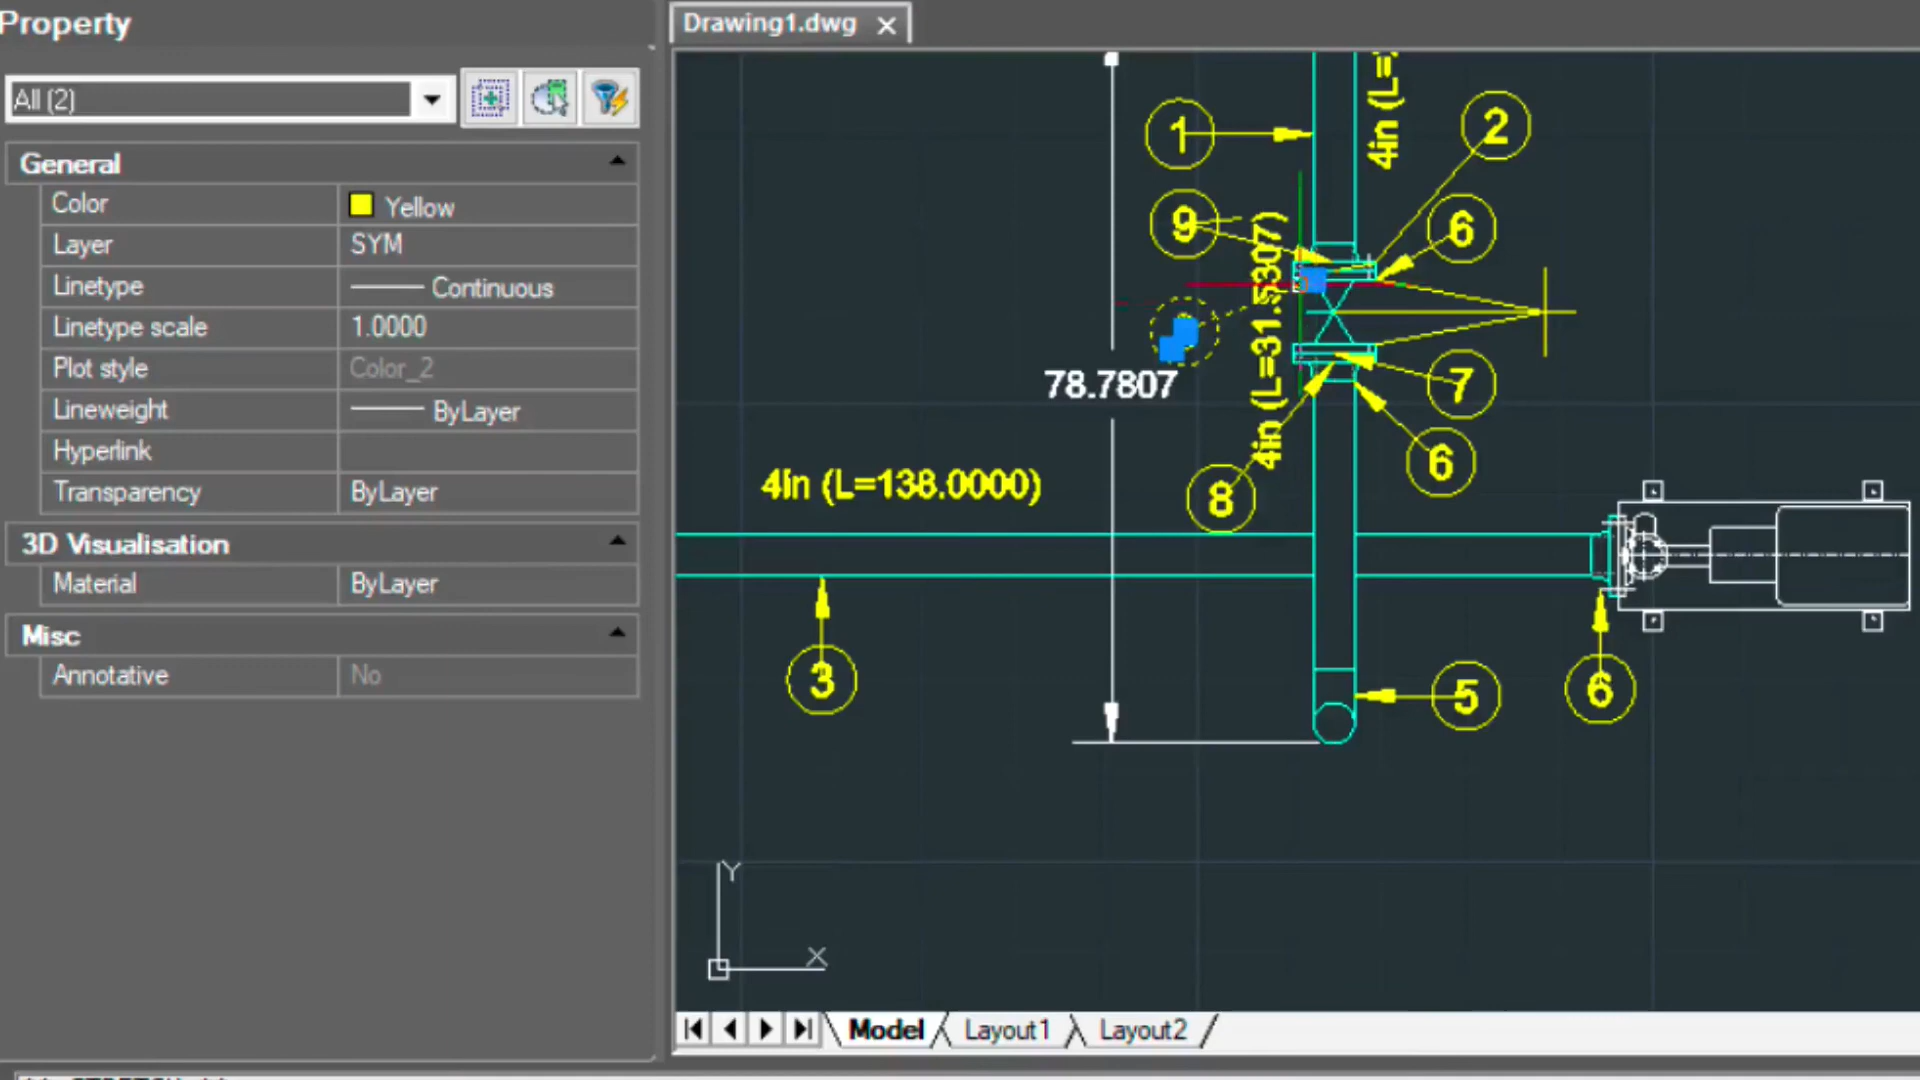 Property
Drawing1.dwg
All (2)
General
Color Yellow
Layer SYM
Linetype Continuous
Linetype scale 1.0000
Plot style Color_2
Lineweight ByLayer
Hyperlink
Transparency ByLayer
3D Visualisation
Material ByLayer
Misc
Annotative No
1
2
4in (L=
9
6
4in (L=31.5307)
78.7807
7
6
8
4in (L=138.0000)
3
5
6
Y
X
Model Layout1 Layout2